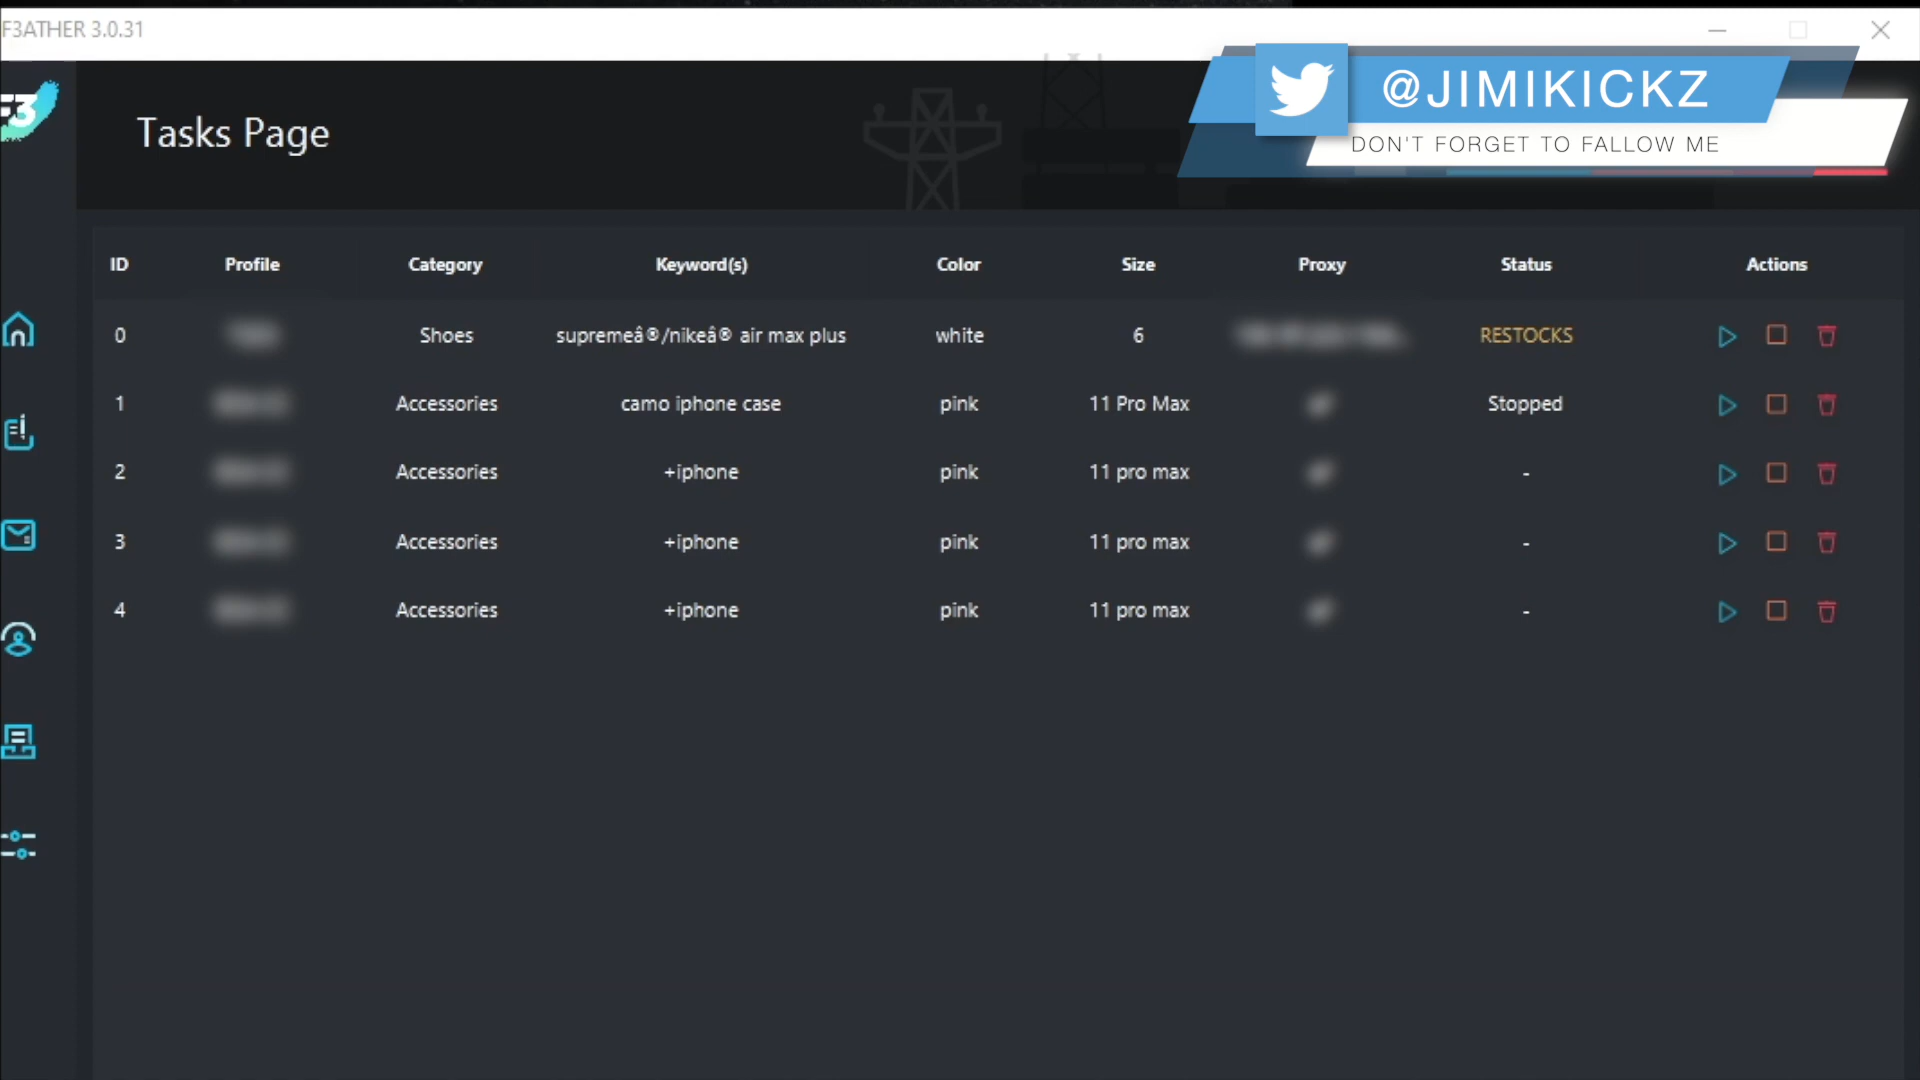 F3ATHER 3.0.31
F3
@JIMIKICKZ
DON'T FORGET TO FALLOW ME
Tasks Page
ID Profile Category Keyword(s) Color Size Proxy Status Actions
0 Shoes supremeâ®/nikeâ® air max plus white 6 RESTOCKS
1 Accessories camo iphone case pink 11 Pro Max Stopped
2 Accessories +iphone pink 11 pro max -
3 Accessories +iphone pink 11 pro max -
4 Accessories +iphone pink 11 pro max -